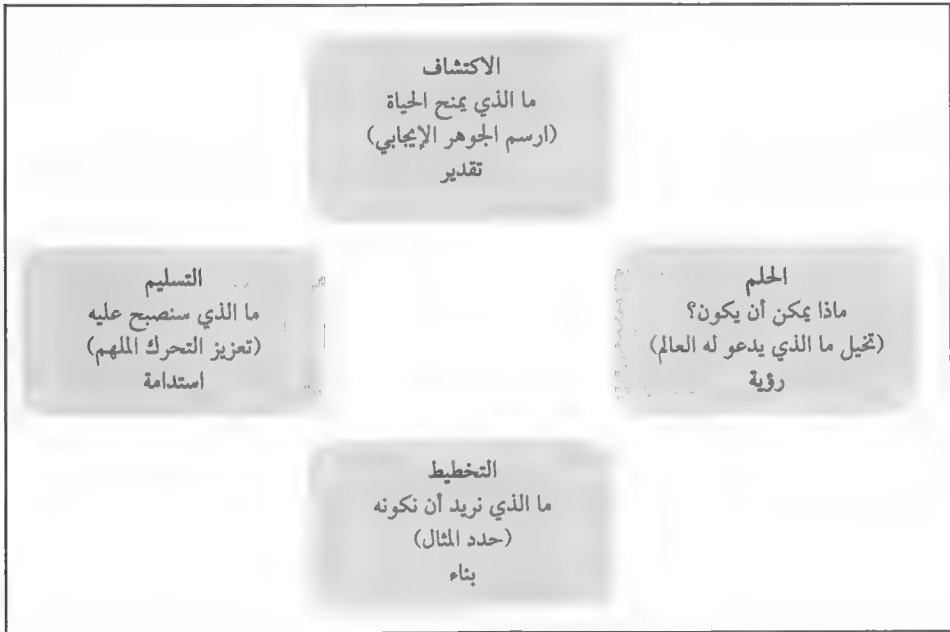 الاكتشاف
ما الذي يمنح الحياة
(ارسم الجوهر الإيجابي)
تقدير
الحلم
ماذا يمكن أن يكون؟
(تخيل ما الذي يدعو له العالم)
رؤية
التسليم
ما الذي سنصبح عليه
(تعزيز التحرك الملهم)
استدامة
التخطيط
ما الذي نريد أن نكونه
(حدد المثال)
بناء